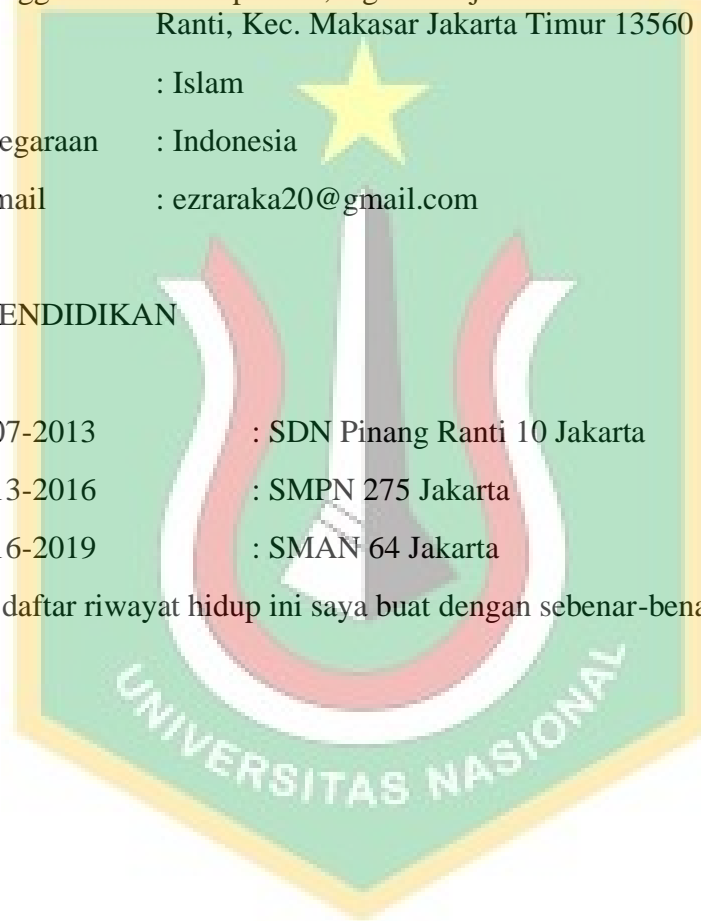 Ranti, Kec. Makasar Jakarta Timur 13560
: Islam
egaraan : Indonesia
mail : ezraraka20@gmail.com
ENDIDIKAN
07-2013 : SDN Pinang Ranti 10 Jakarta
13-2016 : SMPN 275 Jakarta
16-2019 : SMAN 64 Jakarta
daftar riwayat hidup ini saya buat dengan sebenar-bena
UNIVERSITAS NASIONAL